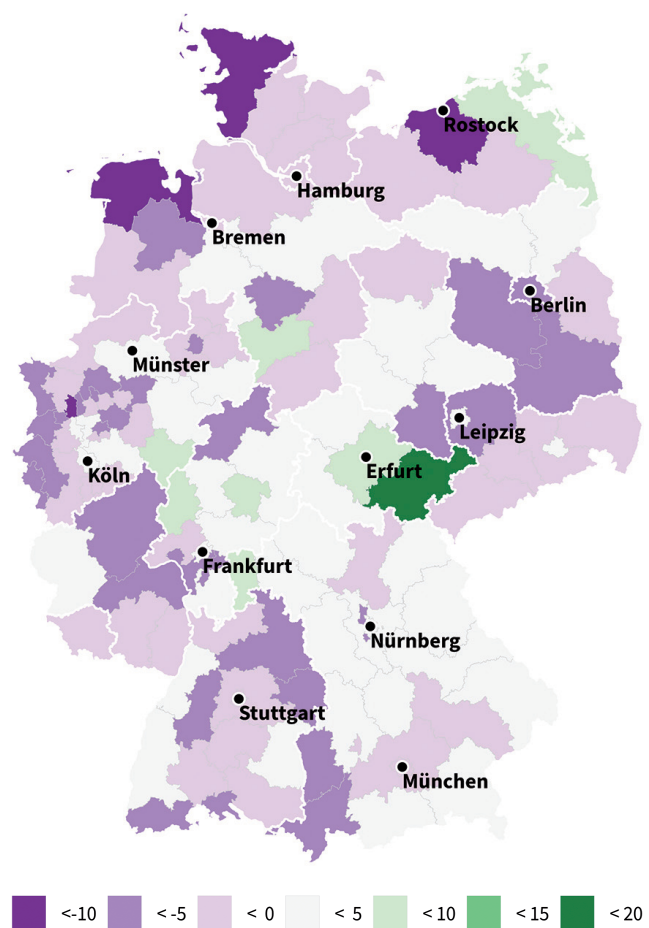 Rostock
Hamburg
Bremen
Berlin
Münster
Leipzig
Erfurt
Köln
Frankfurt
Nürnberg
Stuttgart
München
<-10 < -5 < 0 < 5 < 10 < 15 < 20